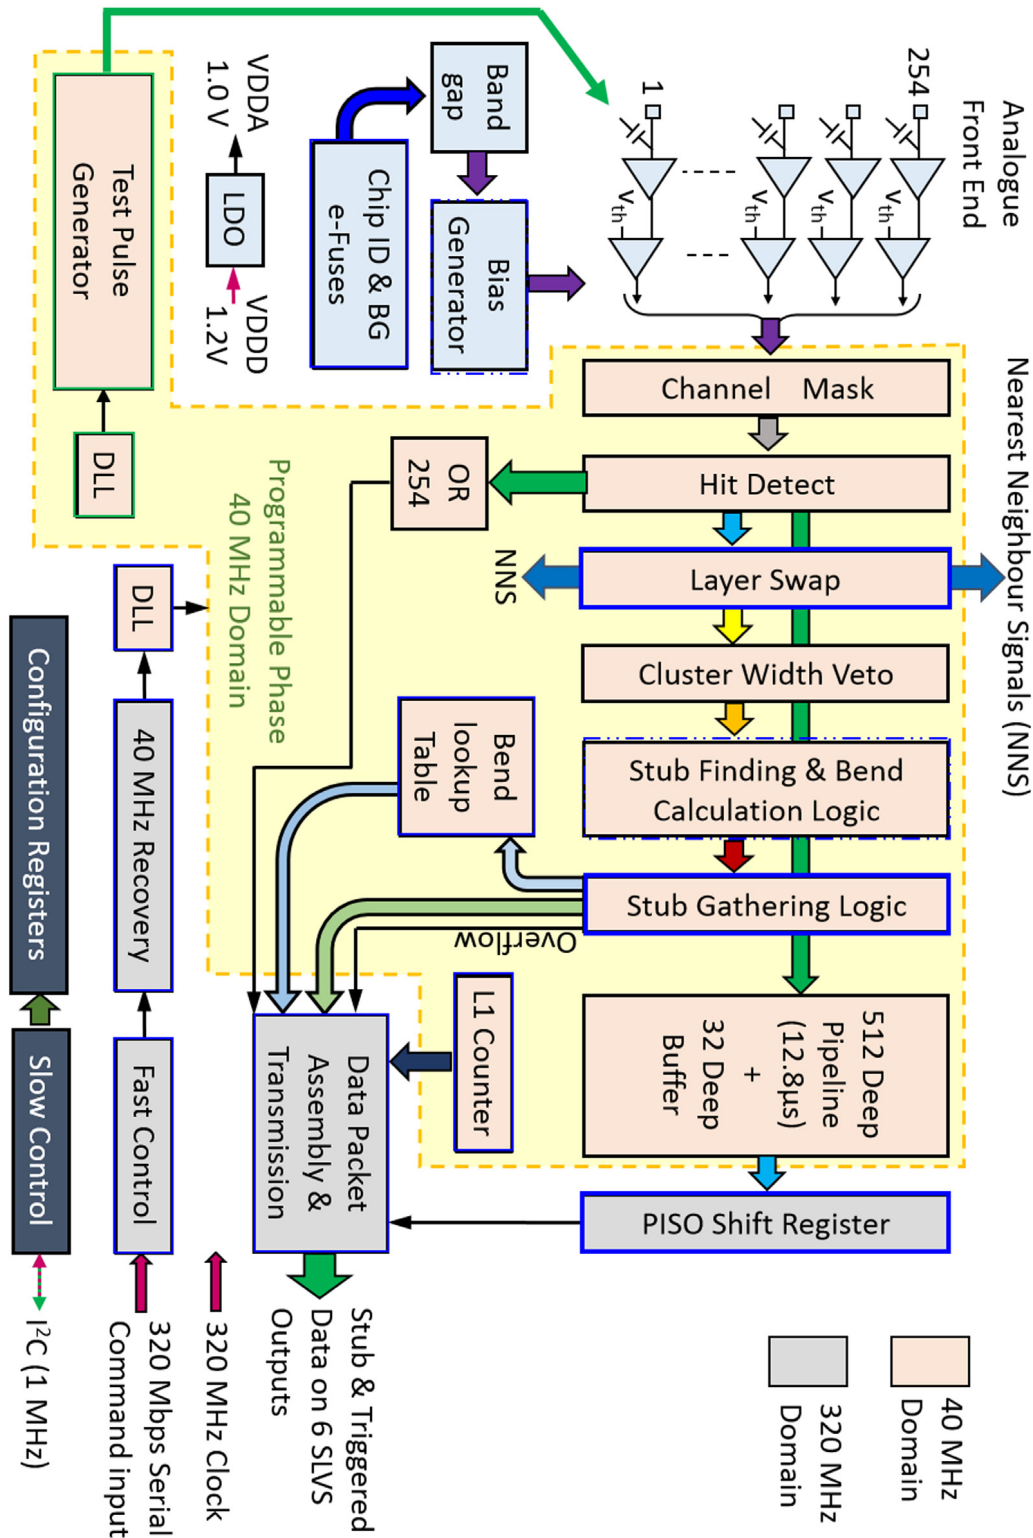 Analogue
Front End
254
1
Vth
Vth
Vth
Vth
Band
gap
Chip ID & BG
e-Fuses
Bias
Generator
VDDA
1.0 V
LDO
VDDD
1.2V
Test Pulse
Generator
DLL
Nearest Neighbour Signals (NNS)
Channel Mask
Hit Detect
OR
254
Layer Swap
NNS
Cluster Width Veto
Stub Finding & Bend
Calculation Logic
Stub Gathering Logic
Bend
lookup
Table
Overflow
Programmable Phase
40 MHz Domain
512 Deep
Pipeline
(12.8µs)
+
32 Deep
Buffer
PISO Shift Register
L1 Counter
Data Packet
Assembly &
Transmission
DLL
40 MHz Recovery
Fast Control
Configuration Registers
Slow Control
Stub & Triggered
Data on 6 SLVS
Outputs
320 MHz Clock
320 Mbps Serial
Command input
I²C (1 MHz)
40 MHz
Domain
320 MHz
Domain